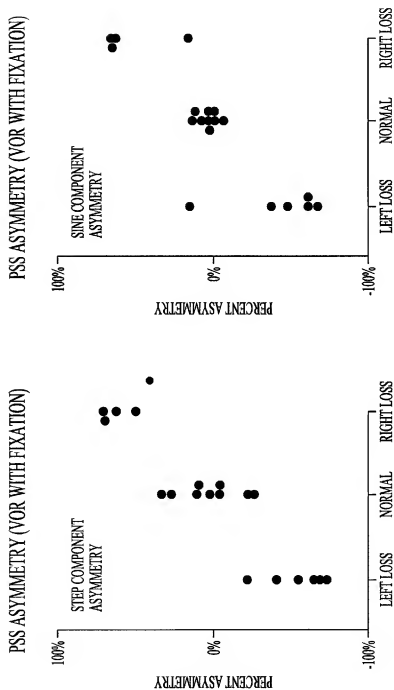 PSS ASYMMETRY (VOR WITH FIXATION)
100%
STEP COMPONENT
ASYMMETRY
PERCENT ASYMMETRY
0%
-100%
LEFT LOSS
NORMAL
RIGHT LOSS
PSS ASYMMETRY (VOR WITH FIXATION)
100%
SINE COMPONENT
ASYMMETRY
PERCENT ASYMMETRY
0%
-100%
LEFT LOSS
NORMAL
RIGHT LOSS